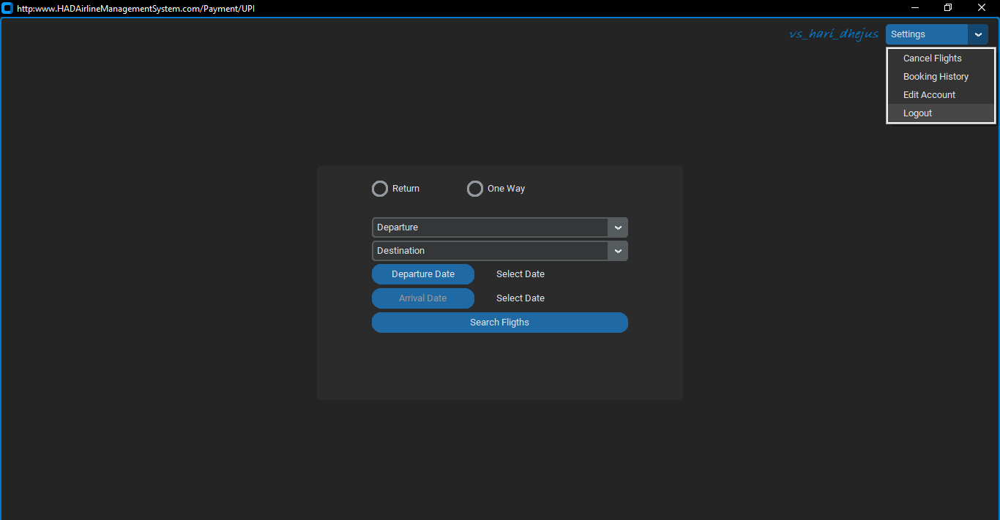 http:www.HADAirlineManagementSystem.com/Payment/UPI
vs_hari_dhejus
Settings
Cancel Flights
Booking History
Edit Account
Logout
Return
One Way
Departure
Destination
Departure Date
Select Date
Arrival Date
Select Date
Search Fligths